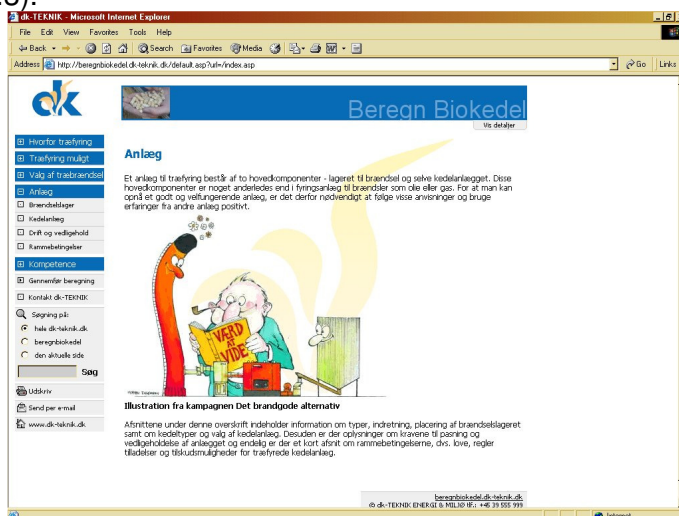 dk-TEKNIK - Microsoft Internet Explorer
File Edit View Favorites Tools Help
Back Search Favorites Media
Address http://beregnbiokedel.dk-teknik.dk/default.asp?url=/index.asp Go Links
dk
Beregn Biokedel
Vis detaljer
Hvorfor træfyring
Træfyring muligt
Valg af træbrændsel
Anlæg
Brændselslager
Kedelanlæg
Drift og vedligehold
Rammebetingelser
Kompetence
Gennemfør beregning
Kontakt dk-TEKNIK
Søgning på:
hele dk-teknik.dk
beregnbiokedel
den aktuelle side
Søg
Udskriv
Send per e-mail
www.dk-teknik.dk
Anlæg
Et anlæg til træfyring består af to hovedkomponenter - lageret til brændsel og selve kedelanlægget. Disse
hovedkomponenter er noget anderledes end i fyringsanlæg til brændsler som olie eller gas. For at man kan
opnå et godt og velfungerende anlæg, er det derfor nødvendigt at følge visse anvisninger og bruge
erfaringer fra andre anlæg positivt.
VÆRD
AT
VIDE
Illustration fra kampagnen Det brandgode alternativ
Afsnittene under denne overskrift indeholder information om typer, indretning, placering af brændselslageret
samt om kedeltyper og valg af kedelanlæg. Desuden er der oplysninger om kravene til pasning og
vedligeholdelse af anlægget og endelig er der et kort afsnit om rammebetingelserne, dvs. love, regler
tilladelser og tilskudsmuligheder for træfyrede kedelanlæg.
beregnbiokedel.dk-teknik.dk
© dk-TEKNIK ENERGI & MILJØ tlf.: +45 39 555 999
Internet